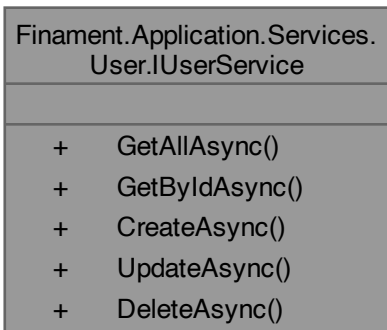 Finament.Application.Services.
User.IUserService
+ GetAllAsync()
+ GetByIdAsync()
+ CreateAsync()
+ UpdateAsync()
+ DeleteAsync()